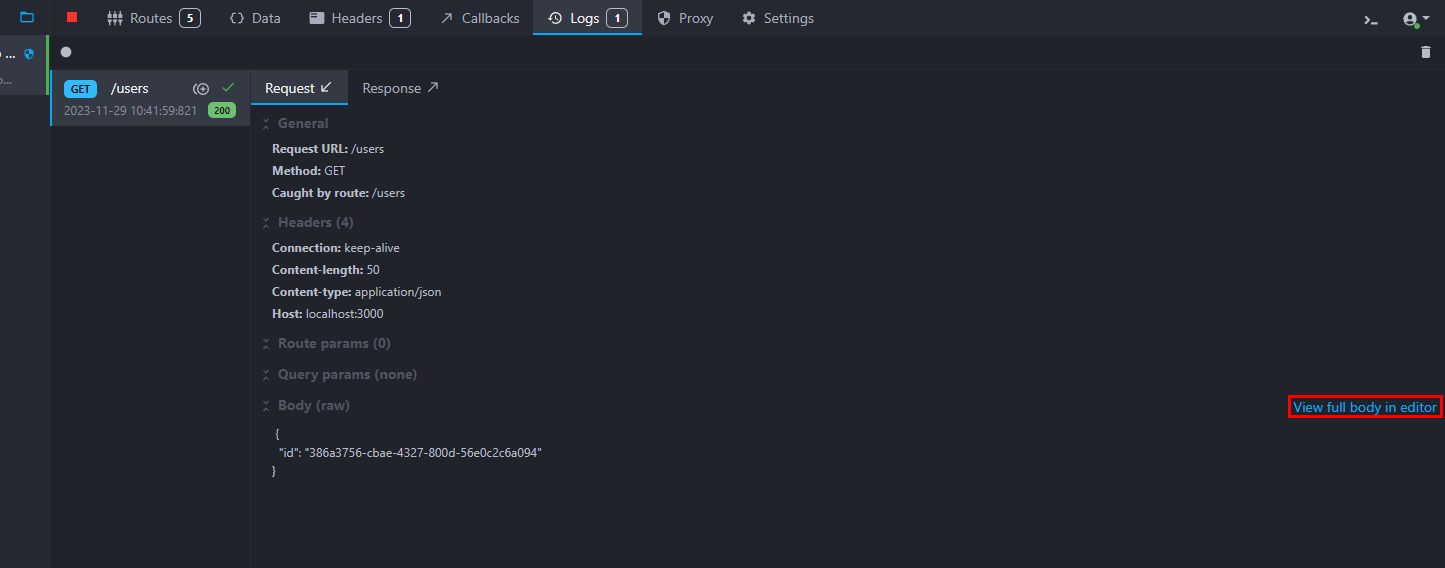 Routes 5 Data Headers 1 Callbacks Logs 1 Proxy Settings
...
GET /users
2023-11-29 10:41:59:821 200
Request Response
General
Request URL: /users
Method: GET
Caught by route: /users
Headers (4)
Connection: keep-alive
Content-length: 50
Content-type: application/json
Host: localhost:3000
Route params (0)
Query params (none)
Body (raw) View full body in editor
{
"id": "386a3756-cbae-4327-800d-56e0c2c6a094"
}